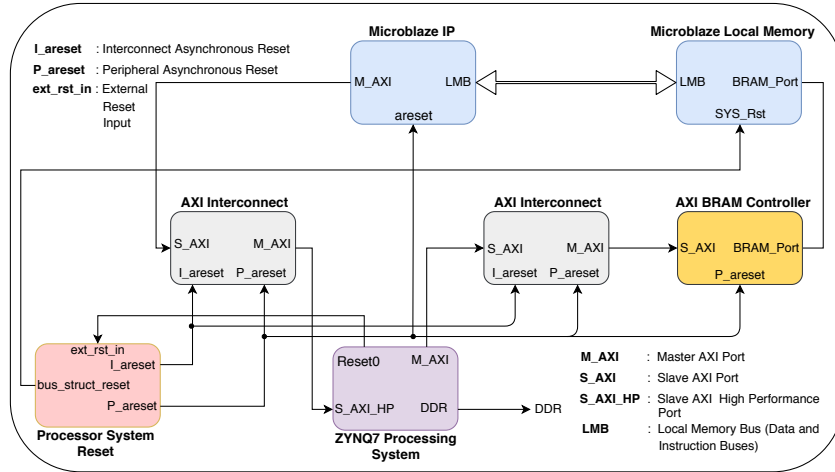 Microblaze IP
Microblaze Local Memory
I_areset : Interconnect Asynchronous Reset
P_areset : Peripheral Asynchronous Reset
ext_rst_in : External
Reset
Input
M_AXI
LMB
areset
LMB
BRAM_Port
SYS_Rst
AXI Interconnect
AXI Interconnect
AXI BRAM Controller
S_AXI
M_AXI
I_areset
P_areset
S_AXI
M_AXI
I_areset
P_areset
S_AXI
BRAM_Port
P_areset
ext_rst_in
I_areset
bus_struct_reset
P_areset
Processor System
Reset
Reset0
M_AXI
S_AXI_HP
DDR
DDR
ZYNQ7 Processing
System
M_AXI : Master AXI Port
S_AXI : Slave AXI Port
S_AXI_HP : Slave AXI High Performance
Port
LMB : Local Memory Bus (Data and
Instruction Buses)